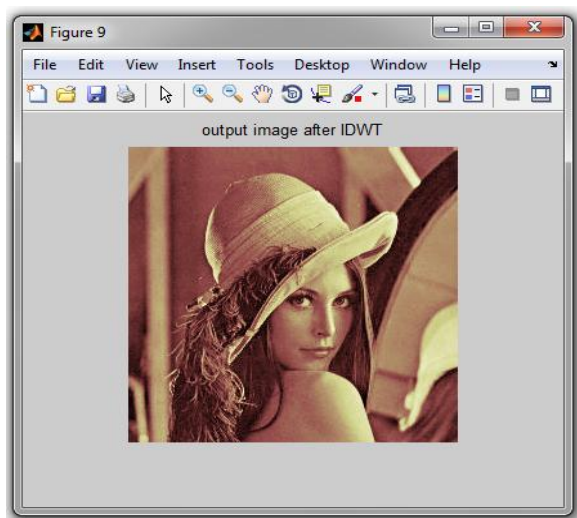 Figure 9
File Edit View Insert Tools Desktop Window Help
output image after IDWT